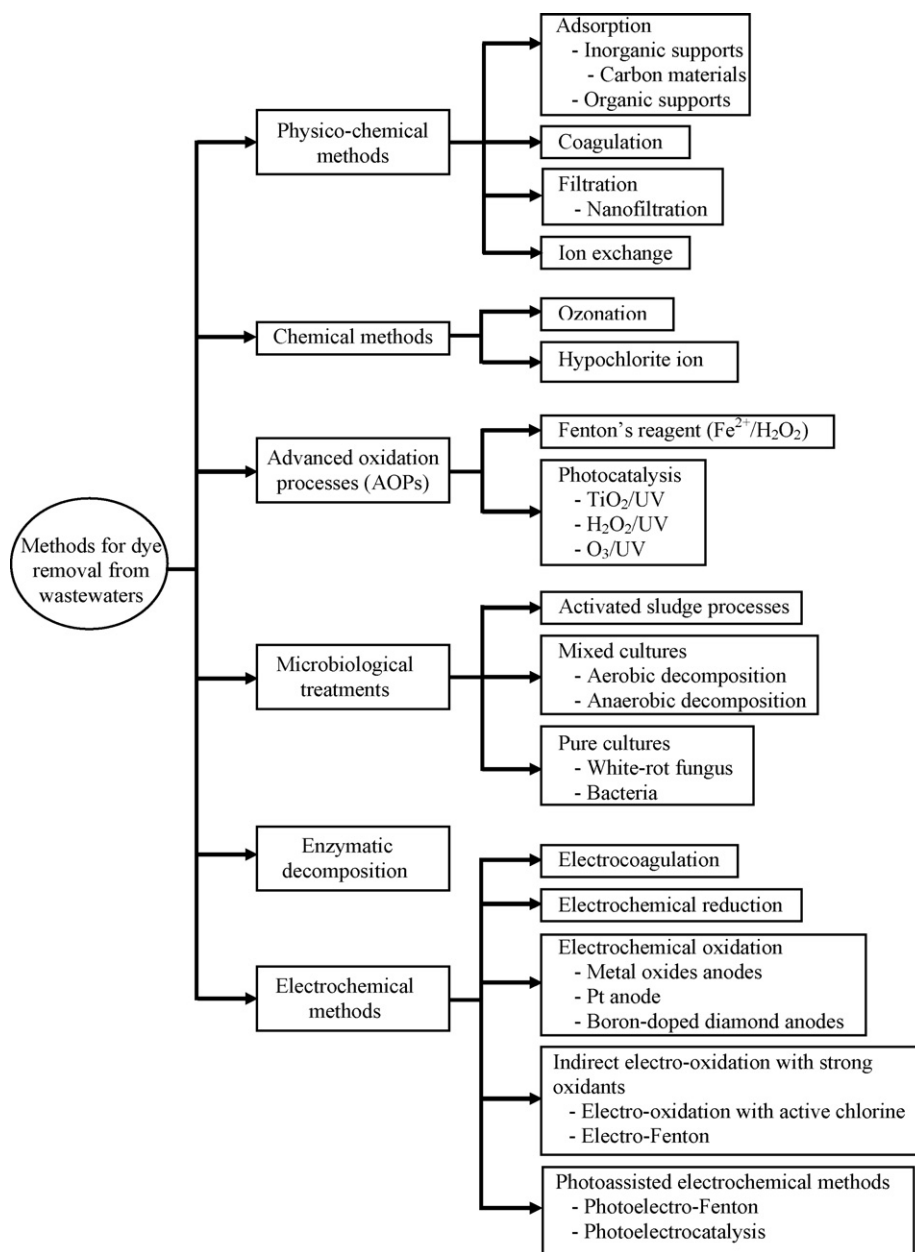 Methods for dye
removal from
wastewaters
Physico-chemical
methods
Adsorption
- Inorganic supports
- Carbon materials
- Organic supports
Coagulation
Filtration
- Nanofiltration
Ion exchange
Chemical methods
Ozonation
Hypochlorite ion
Advanced oxidation
processes (AOPs)
Fenton's reagent (Fe²⁺/H₂O₂)
Photocatalysis
- TiO₂/UV
- H₂O₂/UV
- O₃/UV
Microbiological
treatments
Activated sludge processes
Mixed cultures
- Aerobic decomposition
- Anaerobic decomposition
Pure cultures
- White-rot fungus
- Bacteria
Enzymatic
decomposition
Electrochemical
methods
Electrocoagulation
Electrochemical reduction
Electrochemical oxidation
- Metal oxides anodes
- Pt anode
- Boron-doped diamond anodes
Indirect electro-oxidation with strong
oxidants
- Electro-oxidation with active chlorine
- Electro-Fenton
Photoassisted electrochemical methods
- Photoelectro-Fenton
- Photoelectrocatalysis